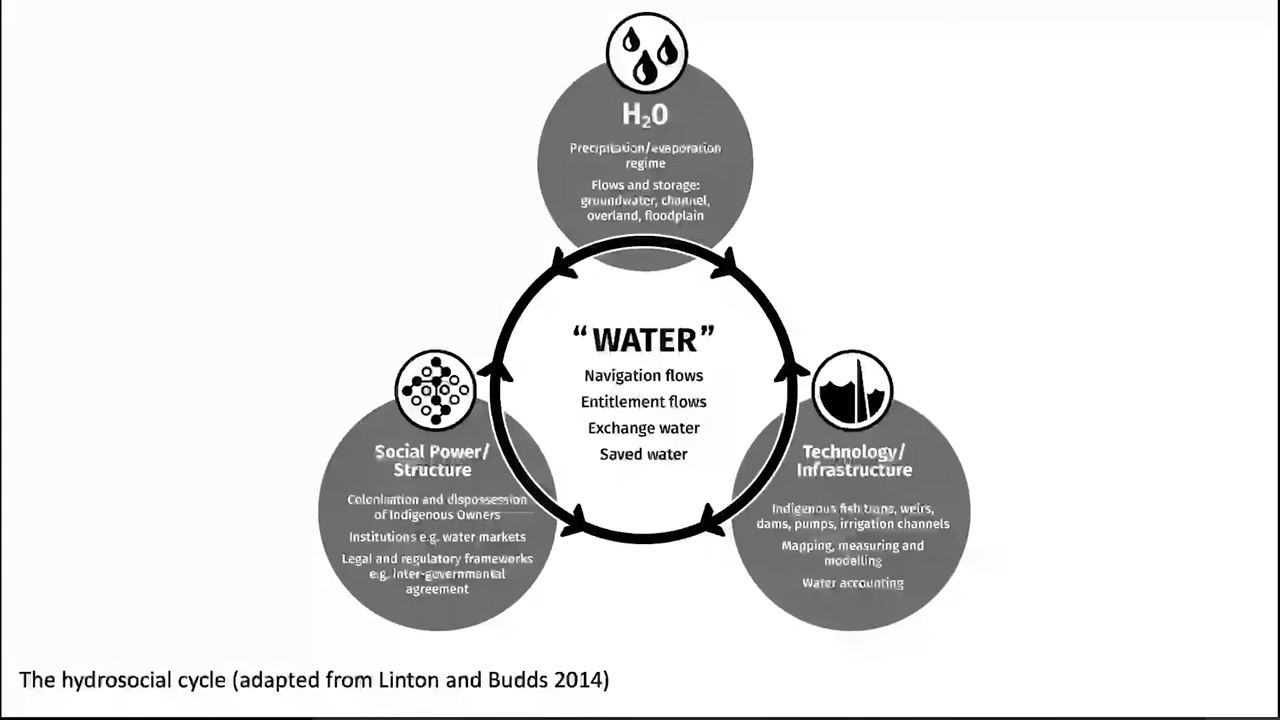 H₂O
Precipitation/evaporation
regime
Flows and storage:
groundwater, channel,
overland, floodplain
“WATER”
Navigation flows
Entitlement flows
Exchange water
Saved water
Social Power/
Structure
Colonisation and dispossession
of Indigenous Owners
Institutions e.g. water markets
Legal and regulatory frameworks
e.g. inter-governmental
agreement
Technology/
Infrastructure
Indigenous fish traps, weirs,
dams, pumps, irrigation channels
Mapping, measuring and
modelling
Water accounting
The hydrosocial cycle (adapted from Linton and Budds 2014)